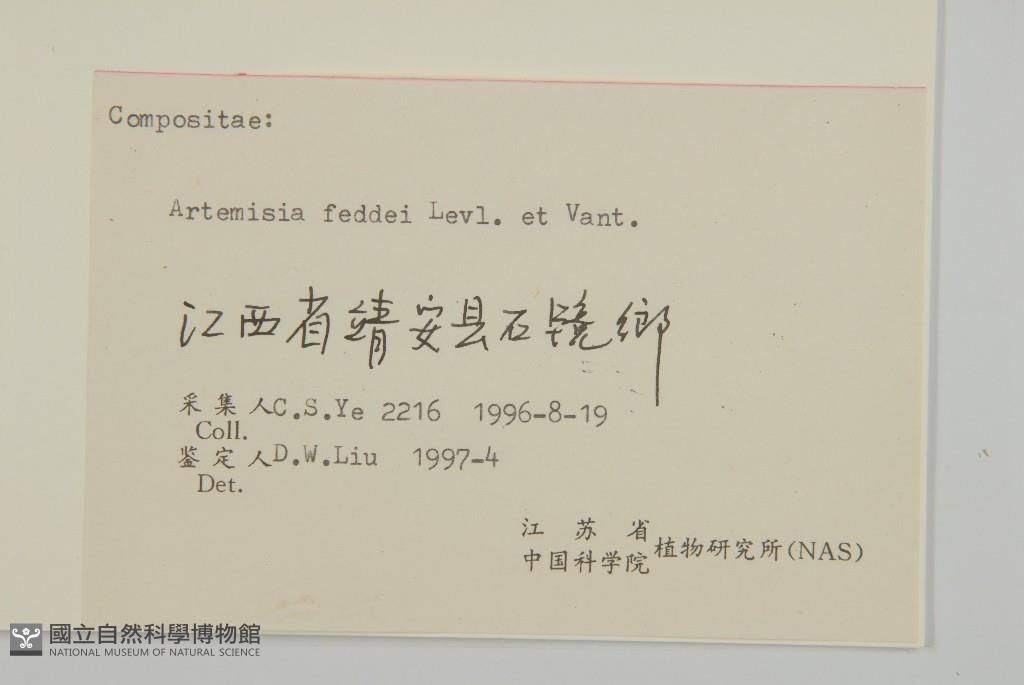 Compositae:
Artemisia feddei Levl. et Vant.
江西省靖安县石镜鄉
采集人C.S.Ye 2216 1996-8-19
Coll.
鉴定人D.W.Liu 1997-4
Det.
江苏省
中国科学院
植物研究所(NAS)
國立自然科學博物館
NATIONAL MUSEUM OF NATURAL SCIENCE